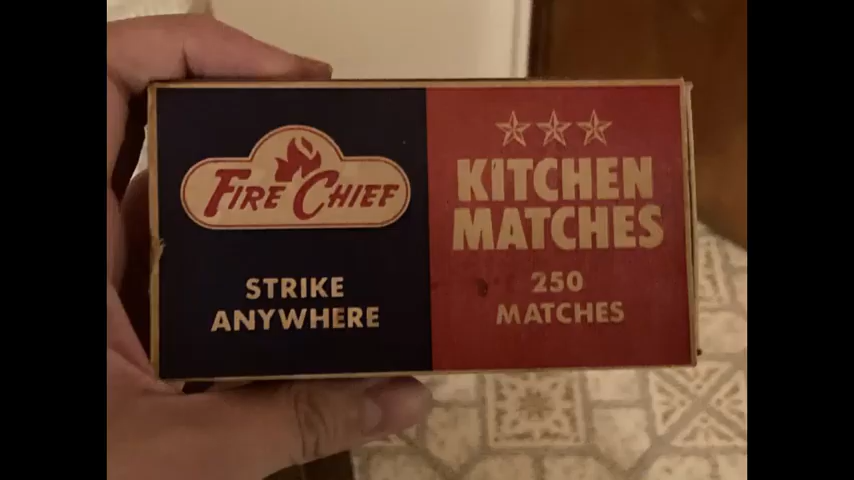 FIRE CHIEF
STRIKE
ANYWHERE
KITCHEN
MATCHES
250
MATCHES